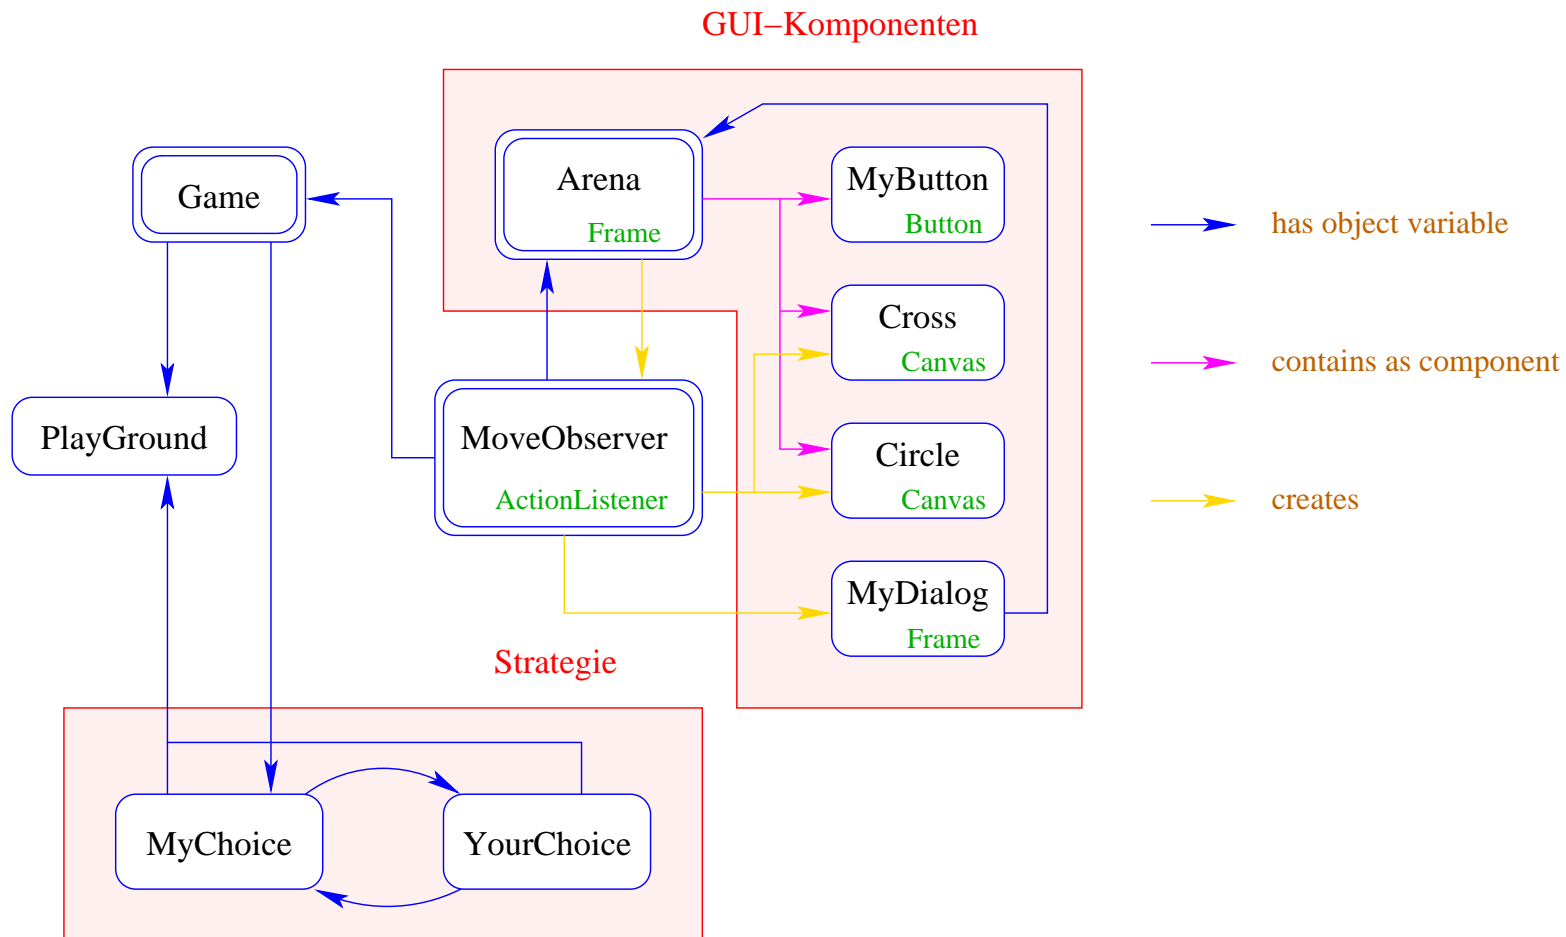 GUI–Komponenten
Game
Arena
Frame
MyButton
Button
has object variable
Cross
Canvas
contains as component
PlayGround
MoveObserver
ActionListener
Circle
Canvas
creates
MyDialog
Frame
Strategie
MyChoice
YourChoice